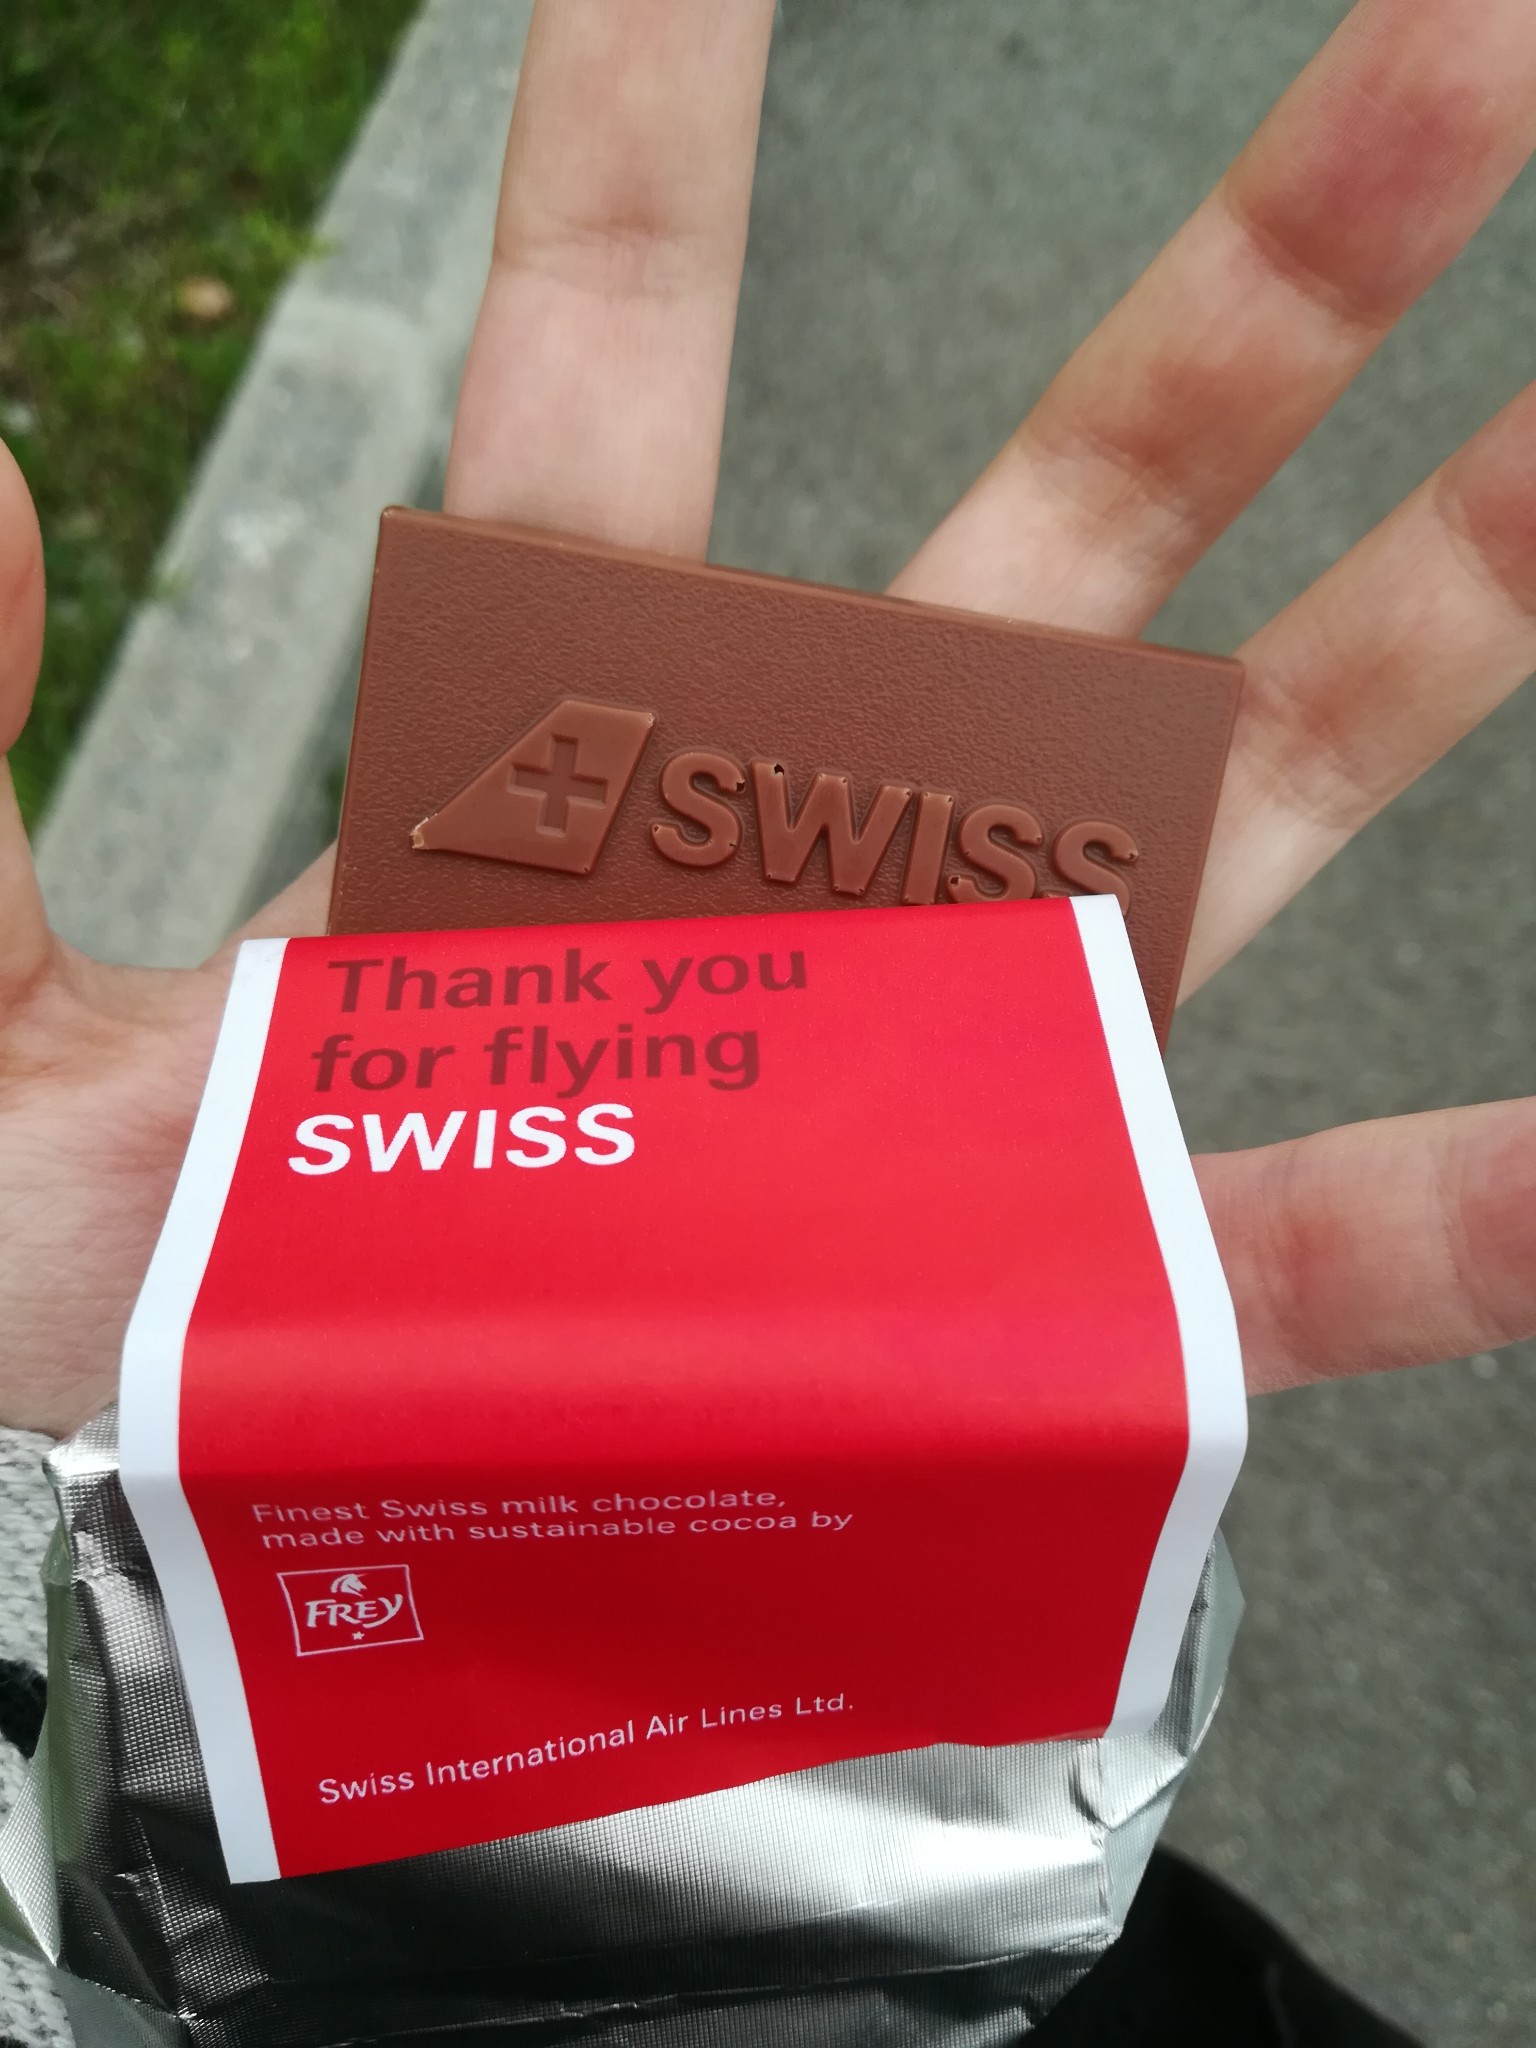 SWISS
Thank you
for flying
SWISS
Finest Swiss milk chocolate,
made with sustainable cocoa by
FREY
Swiss International Air Lines Ltd.